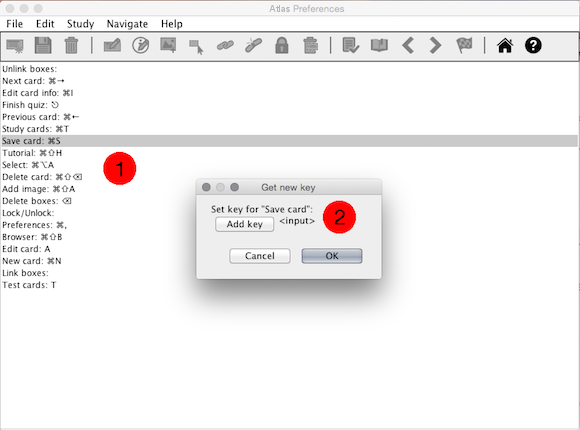 Atlas Preferences
File Edit Study Navigate Help
Unlink boxes:
Next card: ⌘→
Edit card info: ⌘I
Finish quiz: ⎋
Previous card: ⌘←
Study cards: ⌘T
Save card: ⌘S
Tutorial: ⌘⇧H
Select: ⌘⌥A
Delete card: ⌘⇧⌫
Add image: ⌘⇧A
Delete boxes: ⌫
Lock/Unlock:
Preferences: ⌘,
Browser: ⌘⇧B
Edit card: A
New card: ⌘N
Link boxes:
Test cards: T
1
Get new key
Set key for "Save card":
Add key <input>
2
Cancel OK